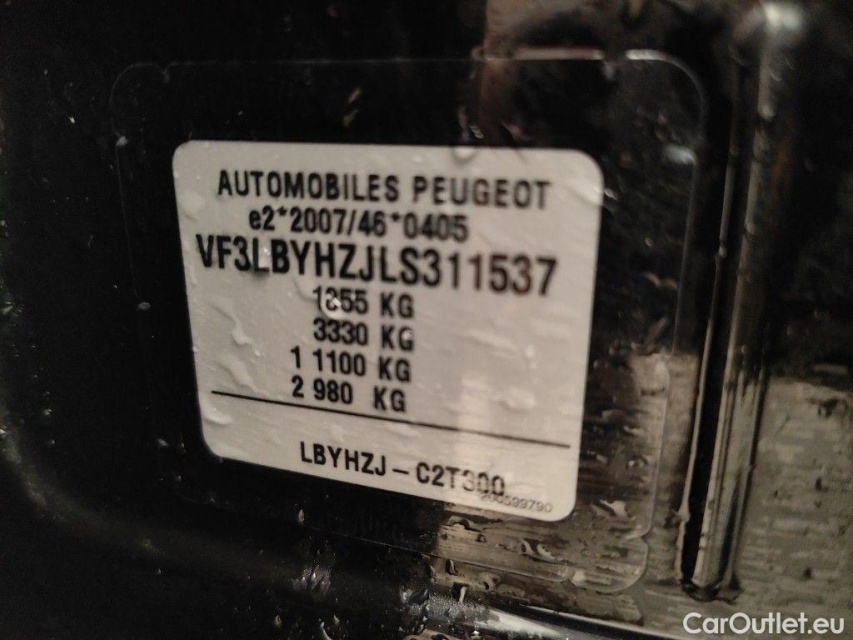 AUTOMOBILES PEUGEOT
e2*2007/46*0405
VF3LBYHZJLS311537
1855 KG
3330 KG
1 1100 KG
2 980 KG
LBYHZJ – C2T300
CarOutlet.eu